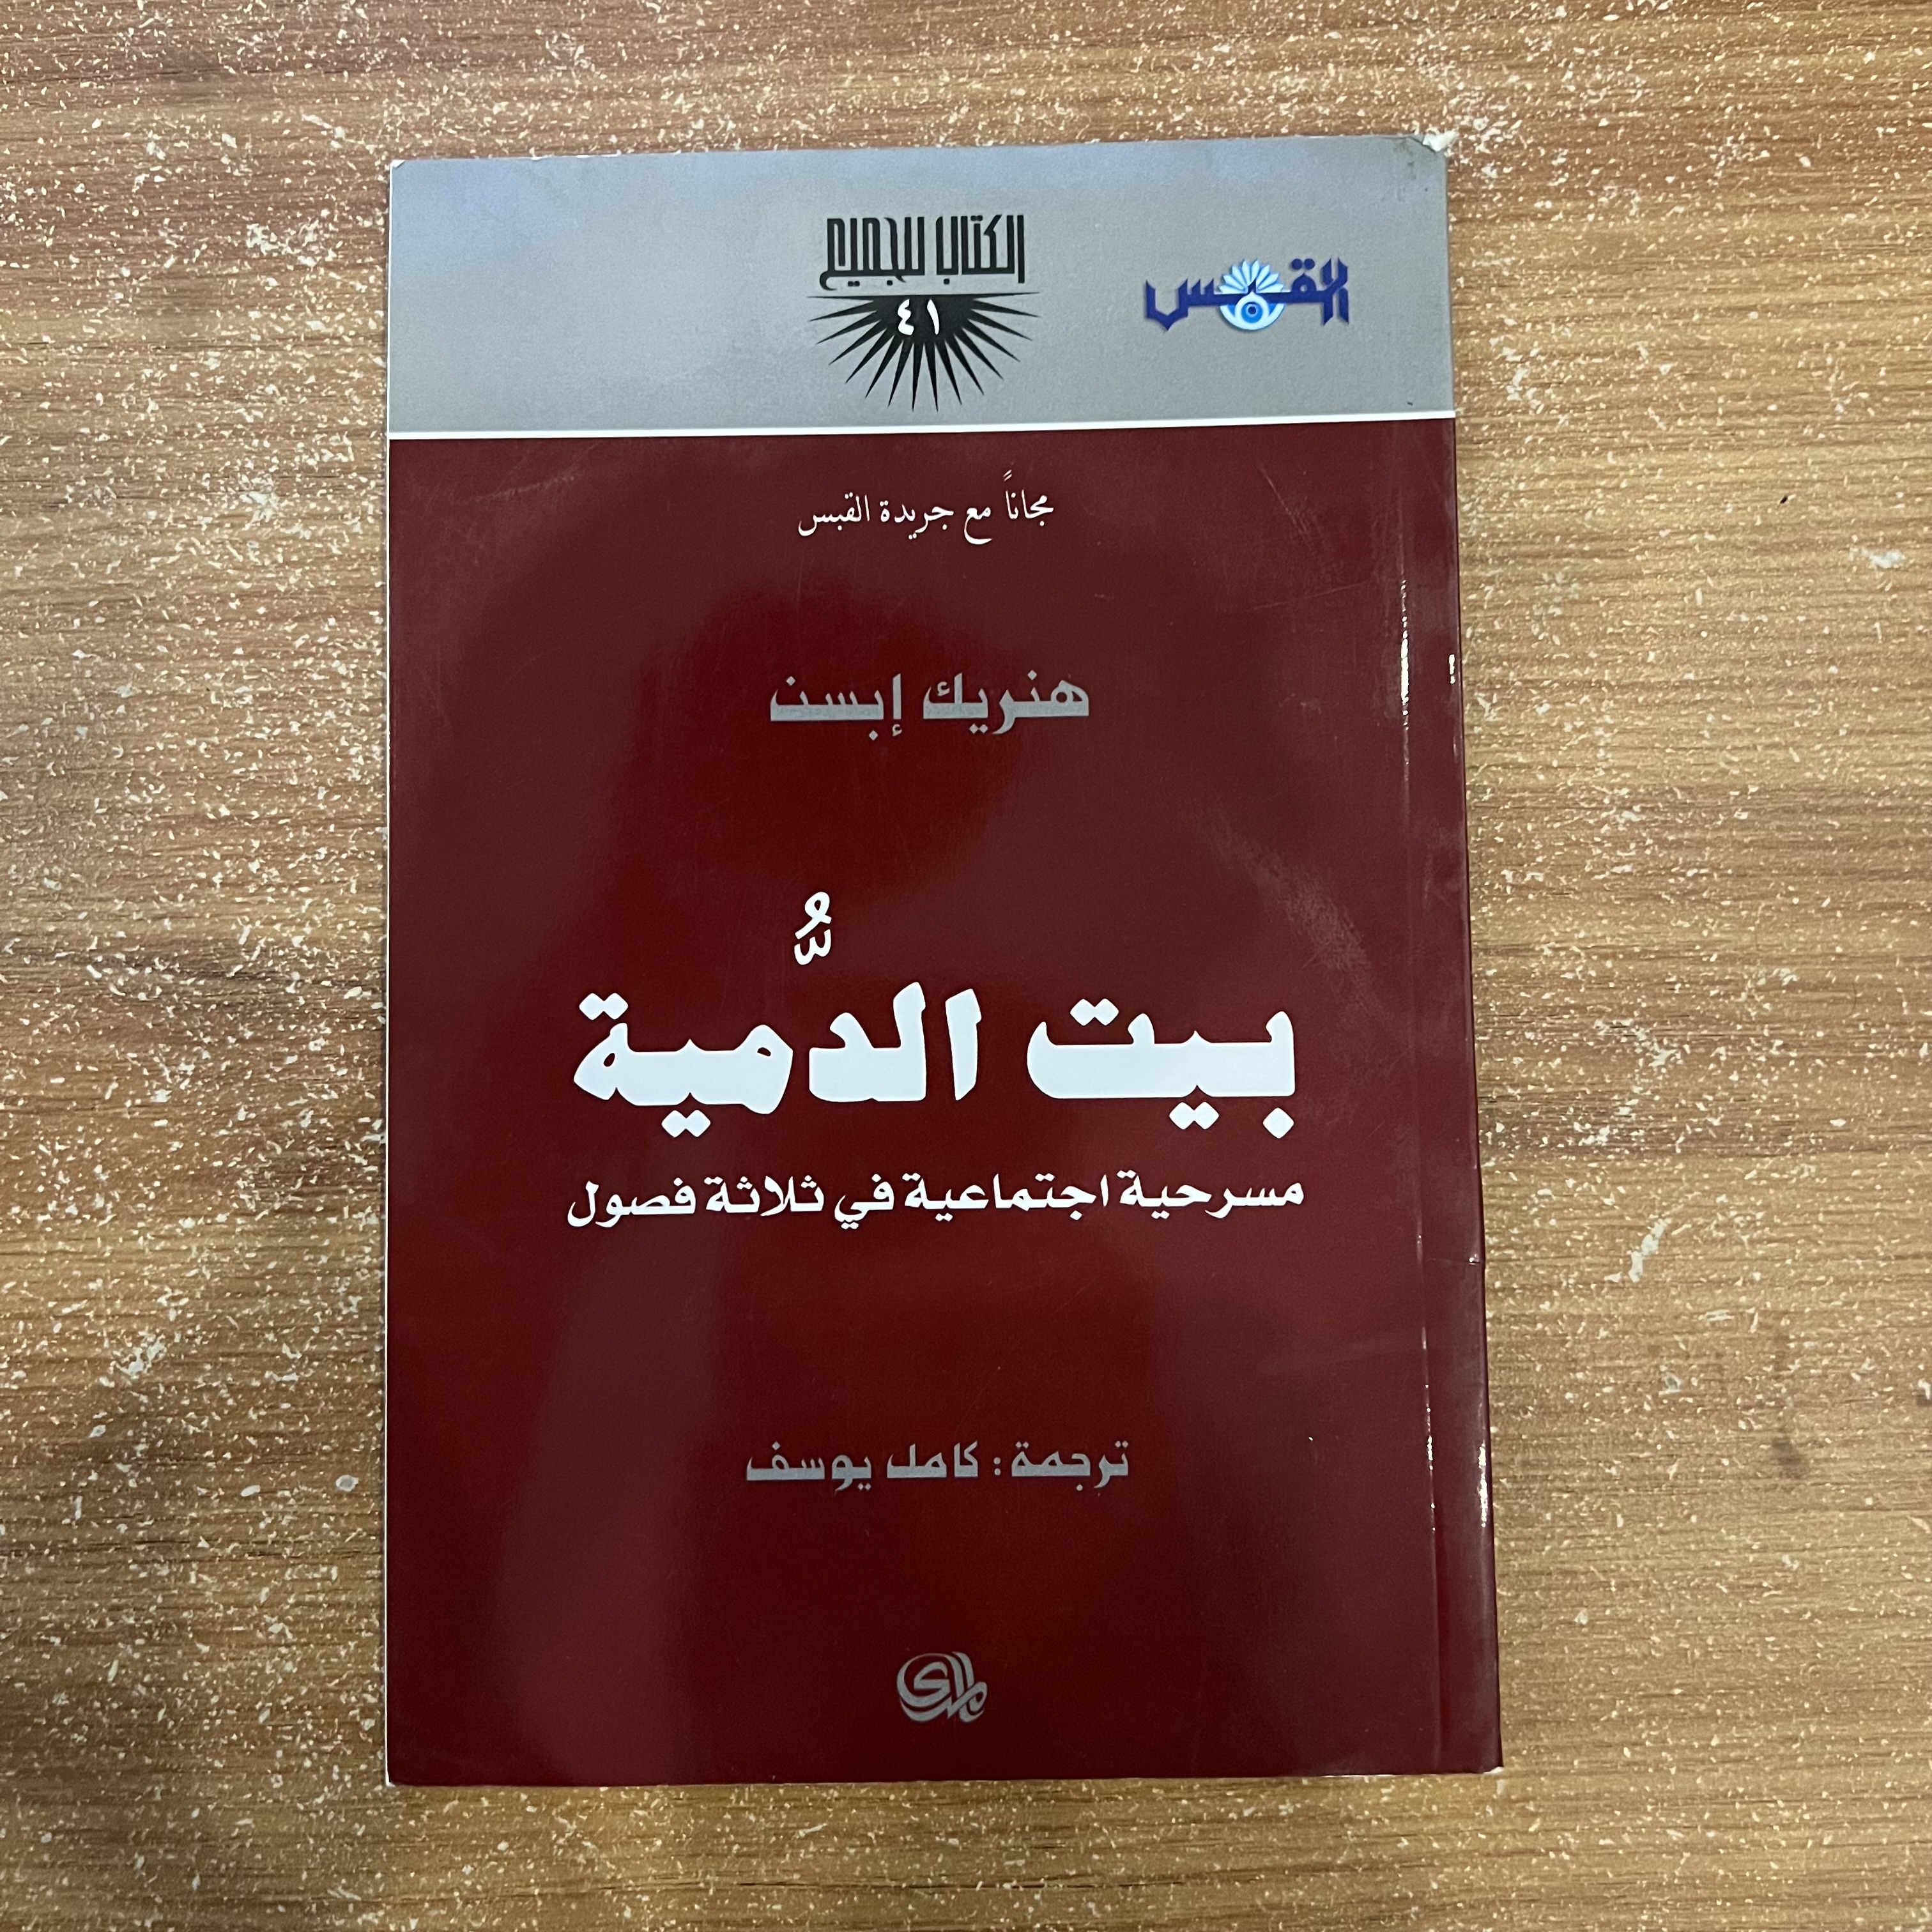 القبس
الكتاب للجميع
٤١
مجاناً مع جريدة القبس
هنريك إبسن
بيت الدُّمية
مسرحية اجتماعية في ثلاثة فصول
ترجمة: كامل يوسف
المدى